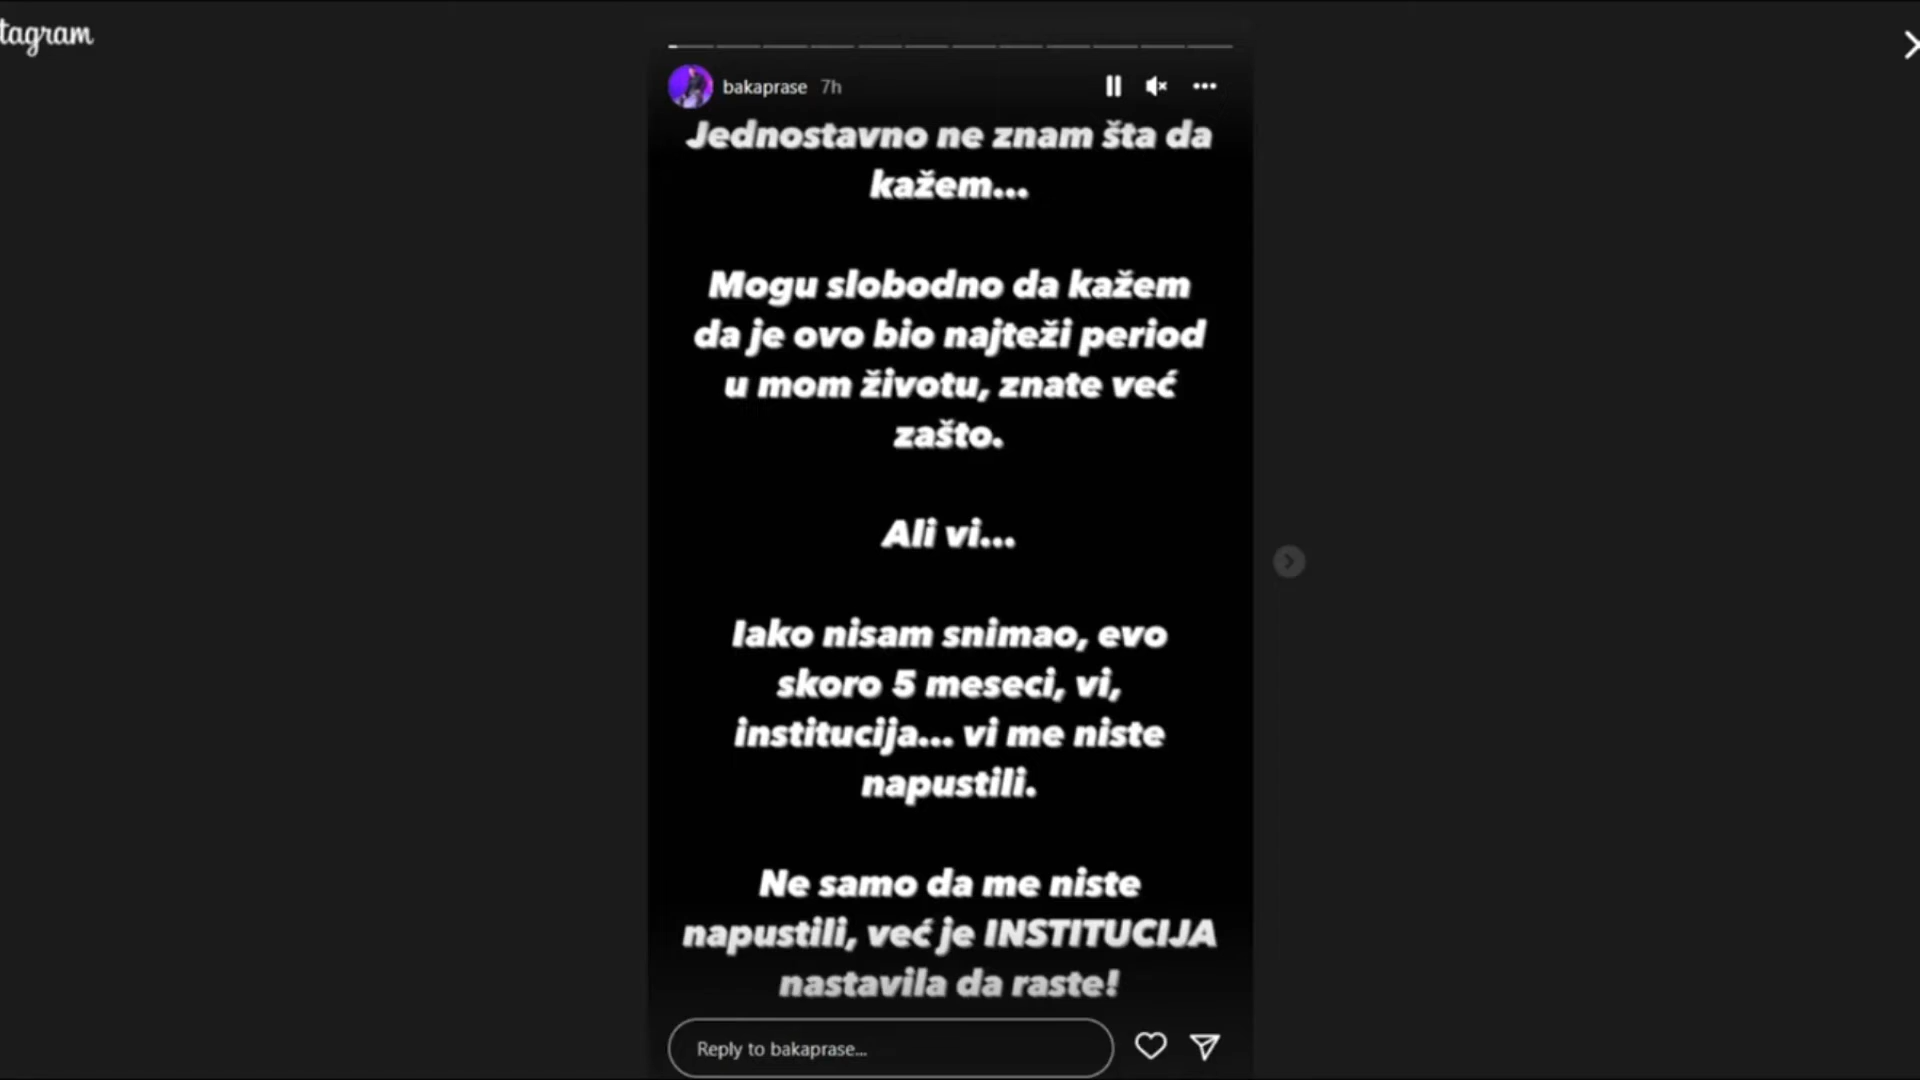 tagram
bakaprase 7h
Jednostavno ne znam šta da
kažem...
Mogu slobodno da kažem
da je ovo bio najteži period
u mom životu, znate već
zašto.
Ali vi...
Iako nisam snimao, evo
skoro 5 meseci, vi,
institucija... vi me niste
napustili.
Ne samo da me niste
napustili, već je INSTITUCIJA
nastavila da raste!
Reply to bakaprase...